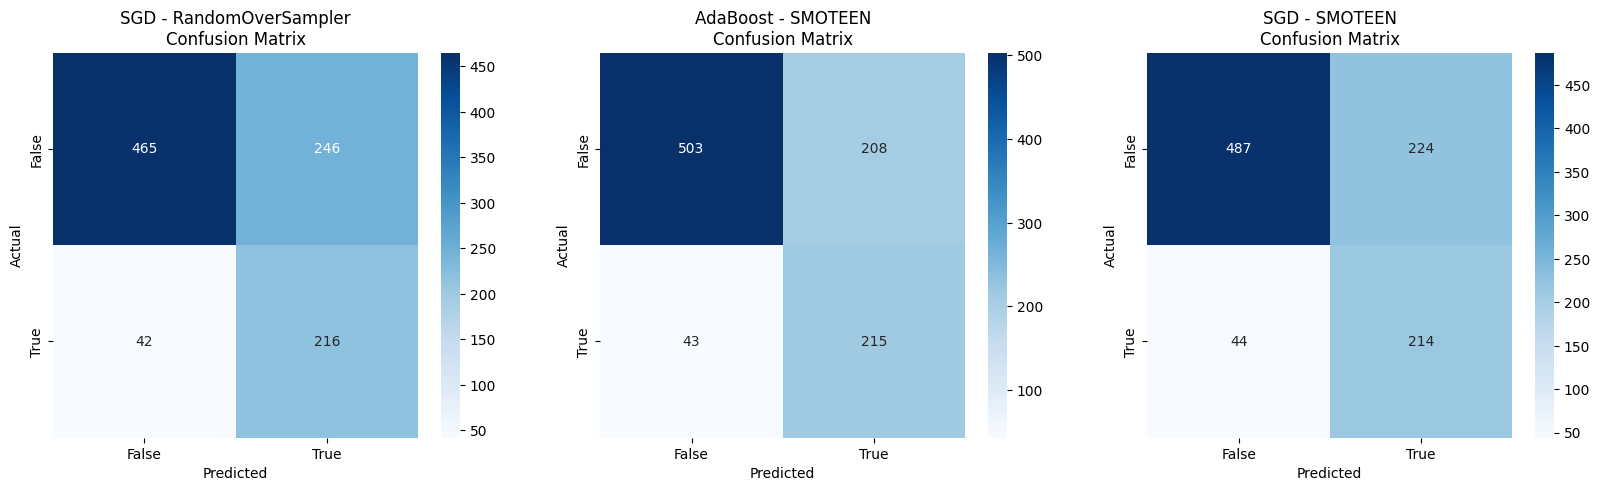 SGD - RandomOverSampler
Confusion Matrix
465 246
42 216
False True
Predicted
Actual
False
True
450
400
350
300
250
200
150
100
50
AdaBoost - SMOTEEN
Confusion Matrix
503 208
43 215
False True
Predicted
Actual
False
True
500
400
300
200
100
SGD - SMOTEEN
Confusion Matrix
487 224
44 214
False True
Predicted
Actual
False
True
450
400
350
300
250
200
150
100
50